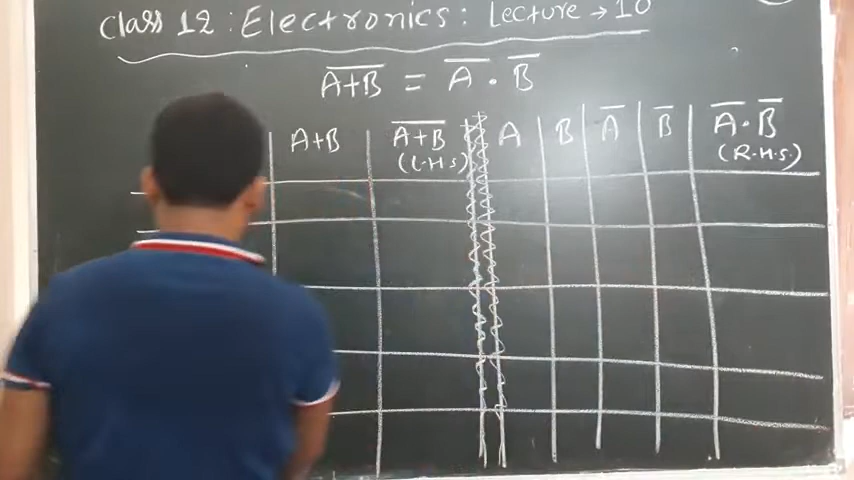 Class 12 : Electronics : Lecture → 10
A̅+̅B̅ = A̅ · B̅
A+B A̅+̅B̅ A B A̅ B̅ A̅ · B̅
(L·H·S) (R·H·S)